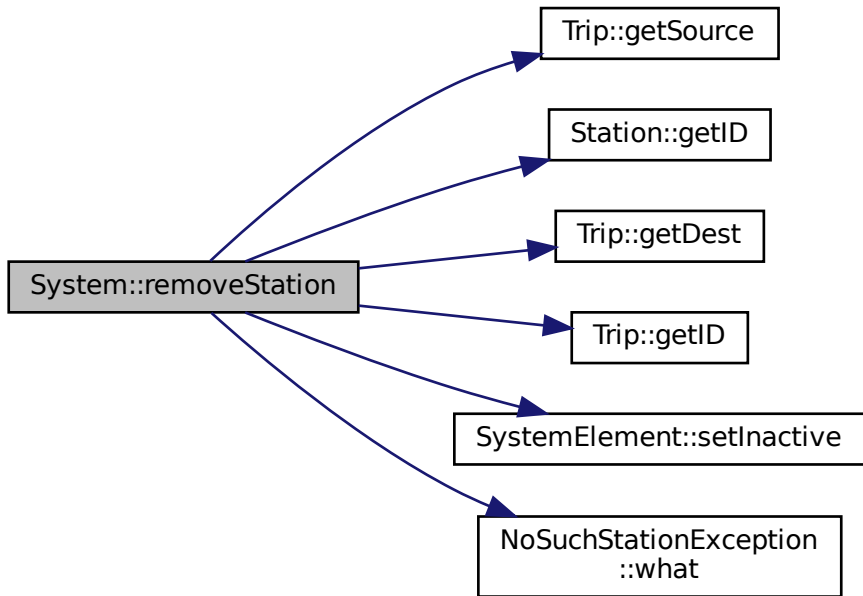 Trip::getSource
Station::getID
Trip::getDest
System::removeStation
Trip::getID
SystemElement::setInactive
NoSuchStationException
::what